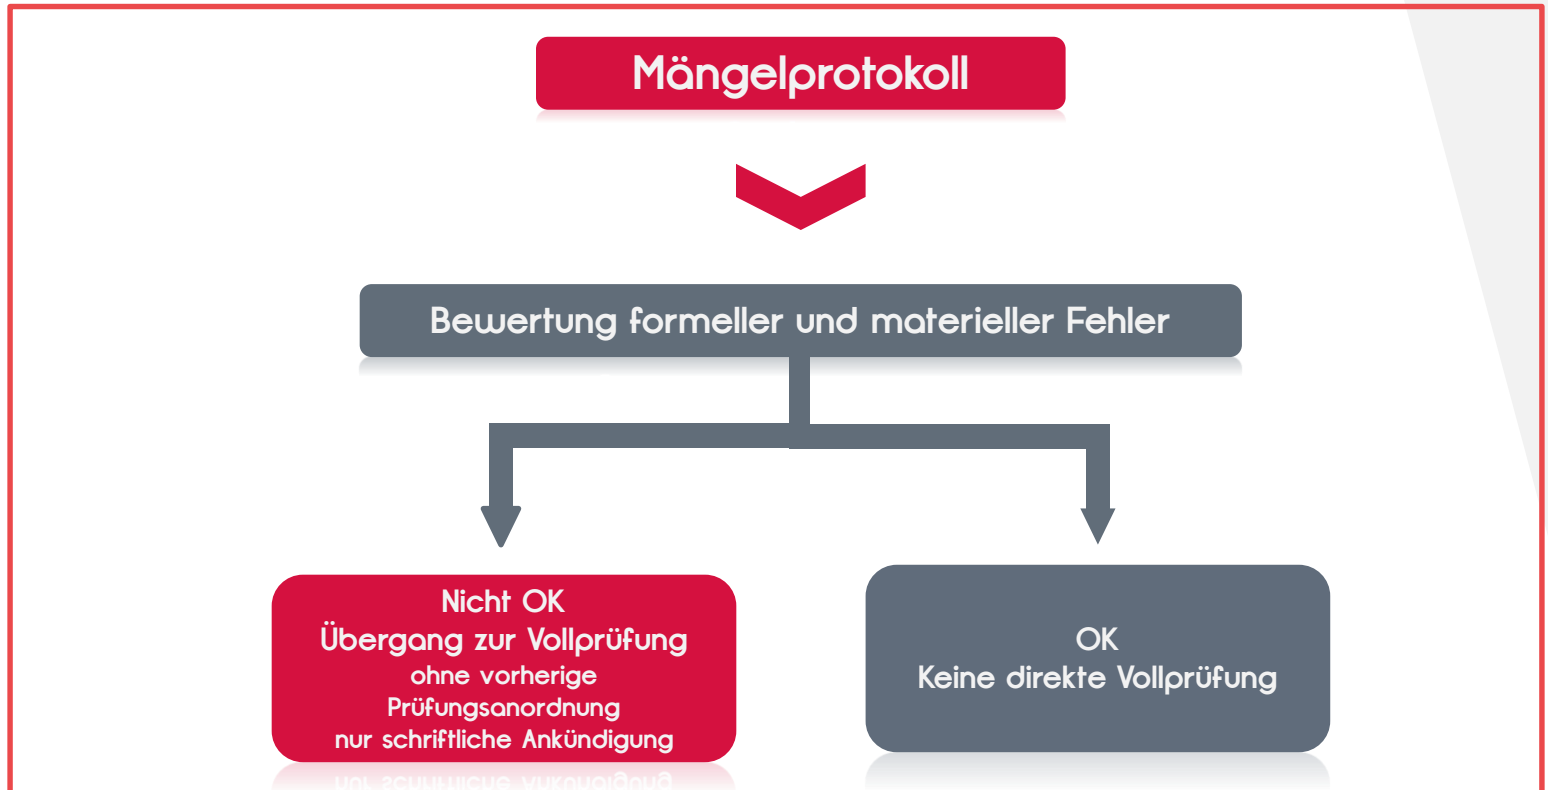 Mängelprotokoll
Bewertung formeller und materieller Fehler
Nicht OK
Übergang zur Vollprüfung
ohne vorherige
Prüfungsanordnung
nur schriftliche Ankündigung
OK
Keine direkte Vollprüfung